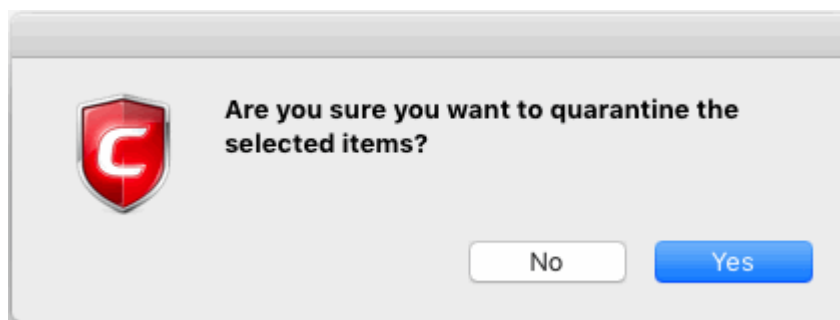 Are you sure you want to quarantine the
selected items?
C
No
Yes